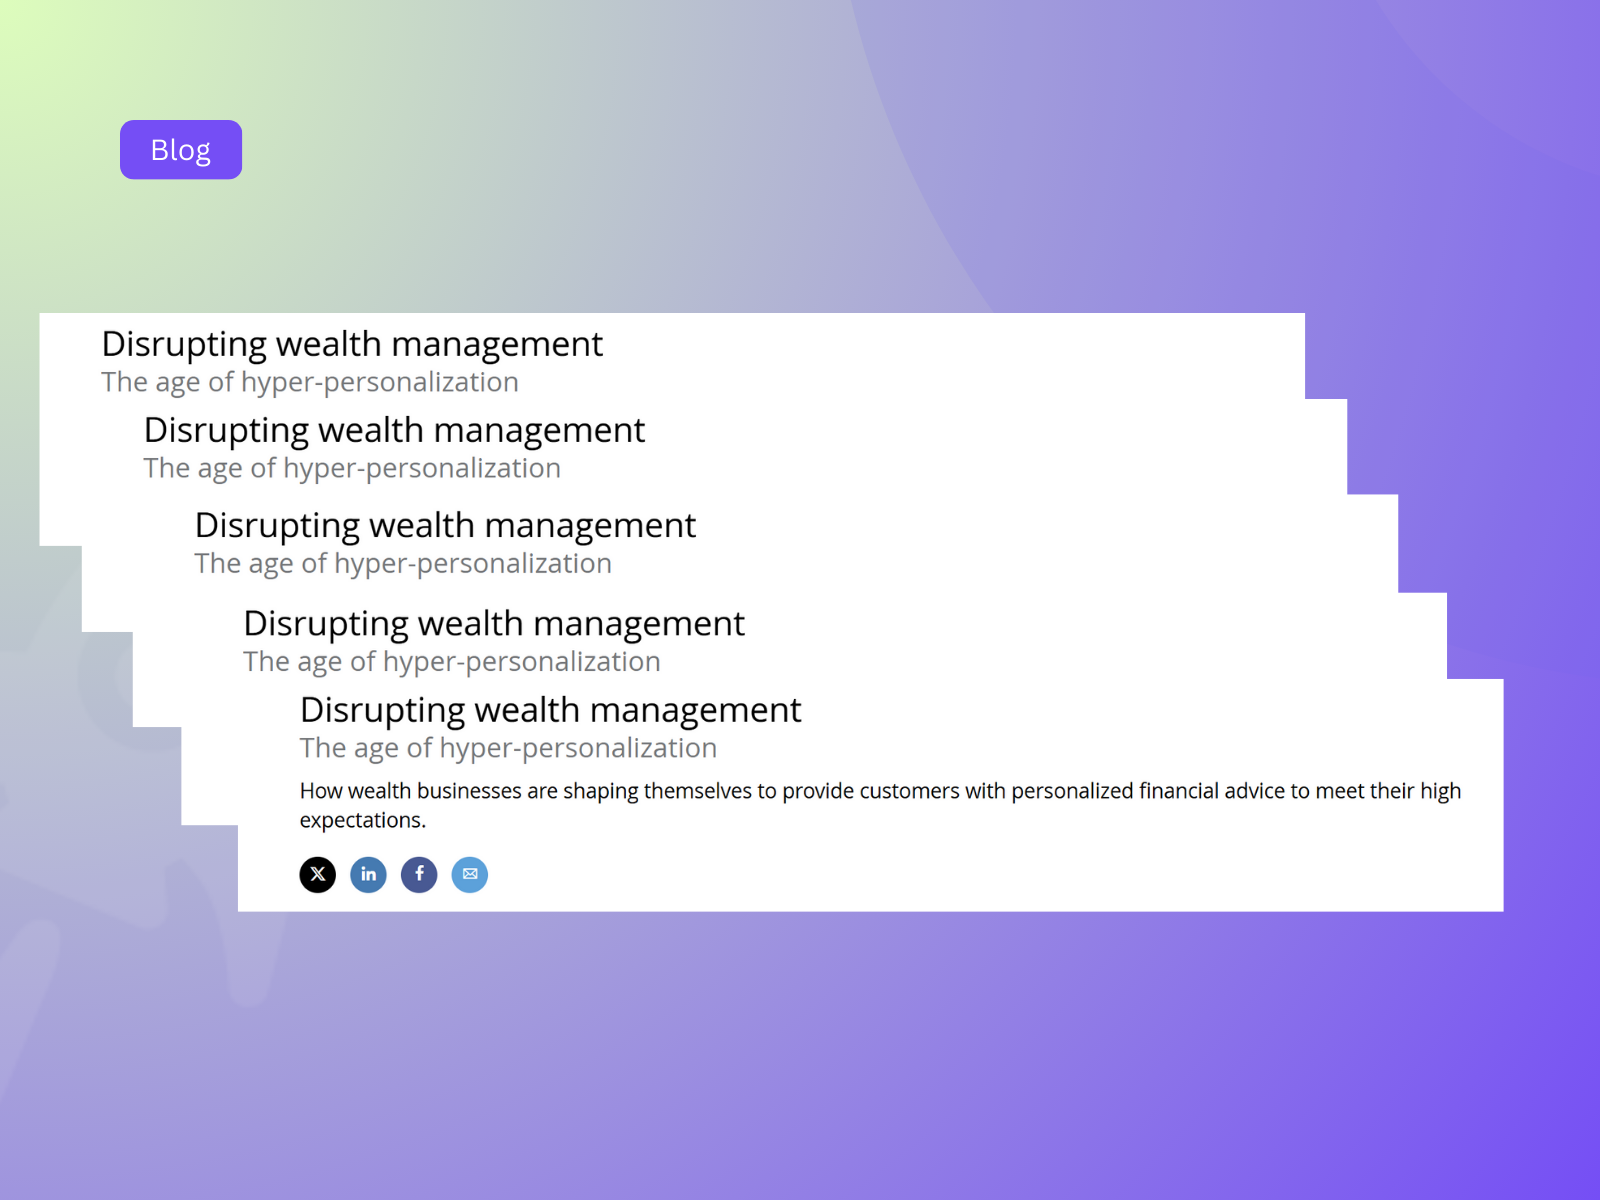 Blog
Disrupting wealth management
The age of hyper-personalization
Disrupting wealth management
The age of hyper-personalization
Disrupting wealth management
The age of hyper-personalization
Disrupting wealth management
The age of hyper-personalization
Disrupting wealth management
The age of hyper-personalization
How wealth businesses are shaping themselves to provide customers with personalized financial advice to meet their high
expectations.
X in f